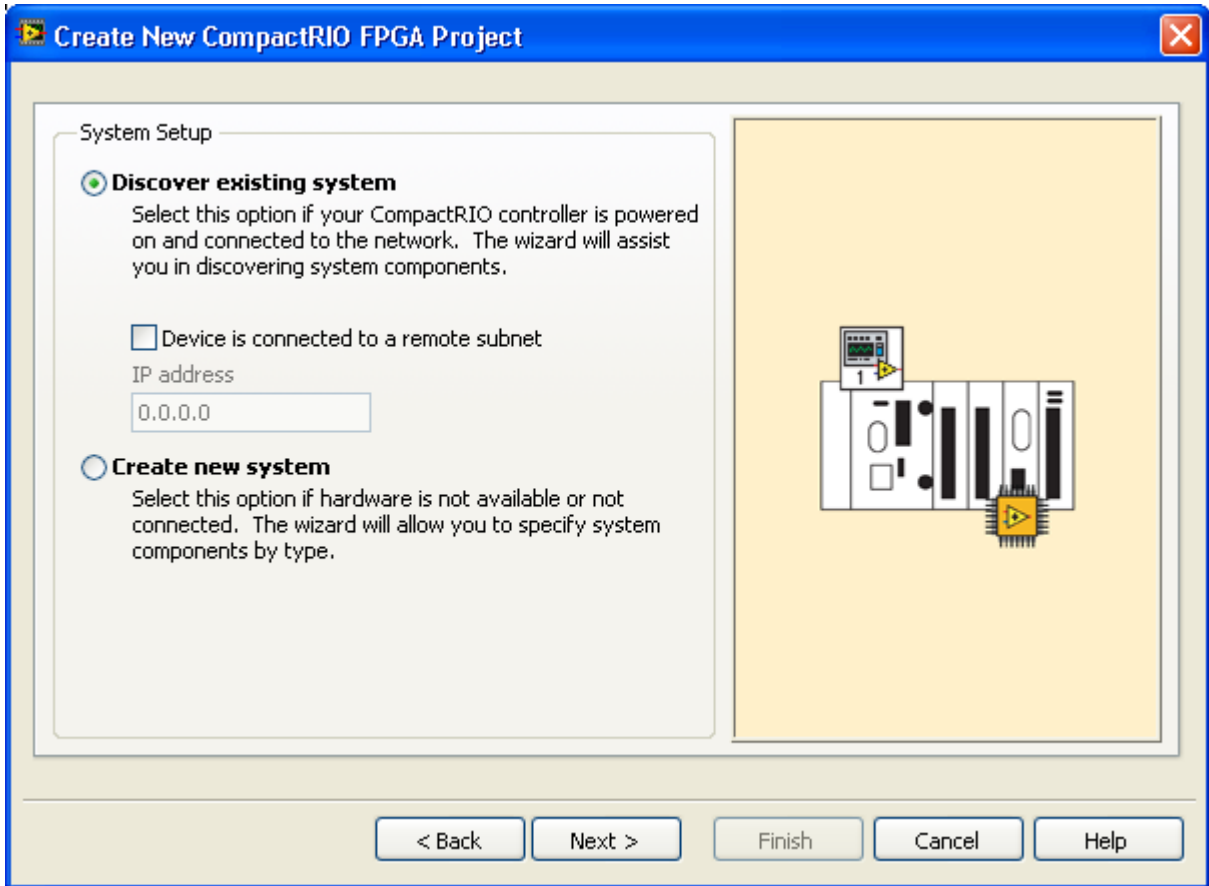 Create New CompactRIO FPGA Project
System Setup
Discover existing system
Select this option if your CompactRIO controller is powered
on and connected to the network.  The wizard will assist
you in discovering system components.
Device is connected to a remote subnet
IP address
0.0.0.0
Create new system
Select this option if hardware is not available or not
connected.  The wizard will allow you to specify system
components by type.
1
< Back
Next >
Finish
Cancel
Help